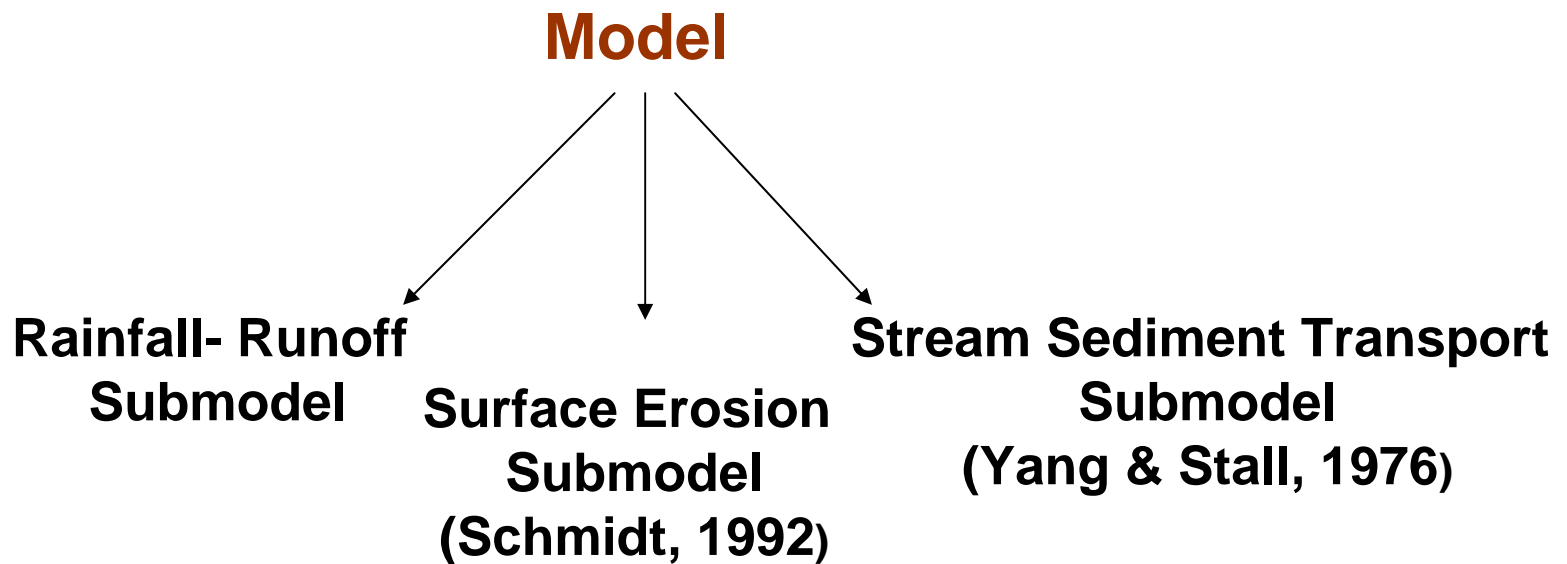 Model
Rainfall- Runoff
Submodel
Surface Erosion
Submodel
(Schmidt, 1992)
Stream Sediment Transport
Submodel
(Yang & Stall, 1976)